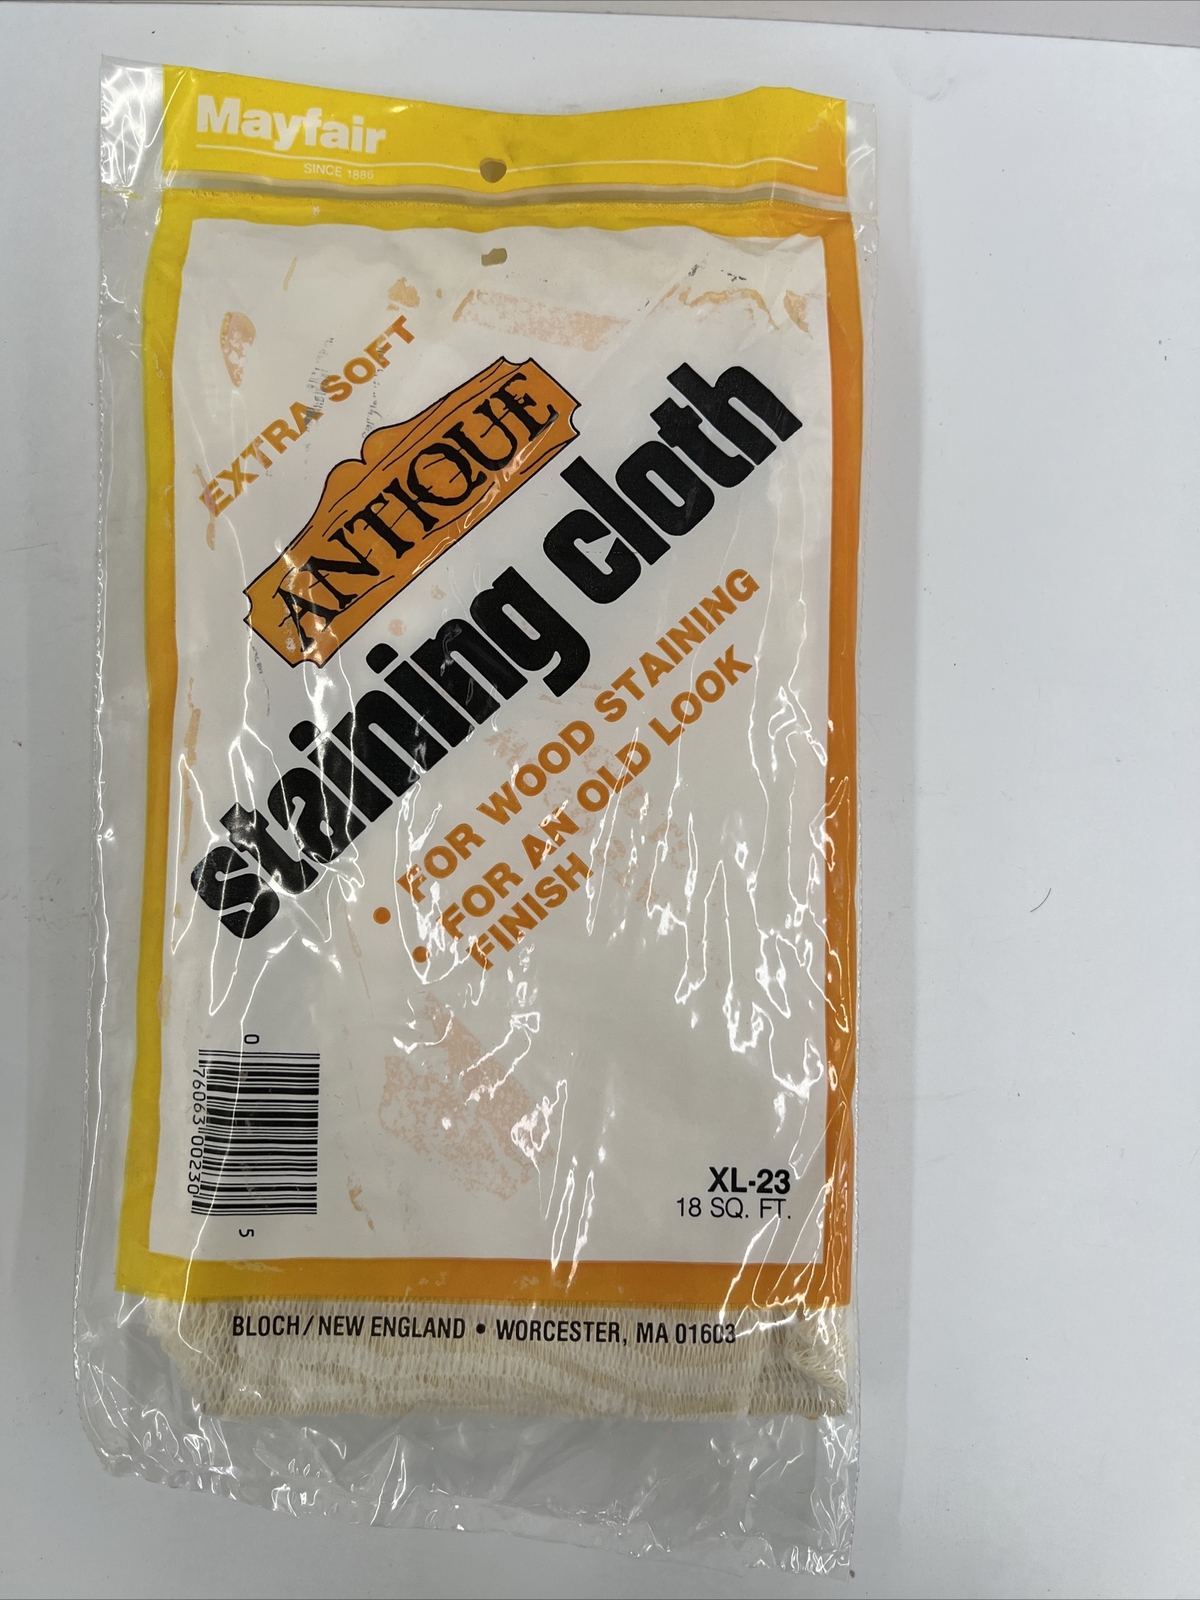 Mayfair
SINCE 1886
EXTRA SOFT
ANTIQUE
staining cloth
• FOR WOOD STAINING
• FOR AN OLD LOOK
FINISH
0 76063 00230 5
XL-23
18 SQ. FT.
BLOCH/NEW ENGLAND • WORCESTER, MA 01603